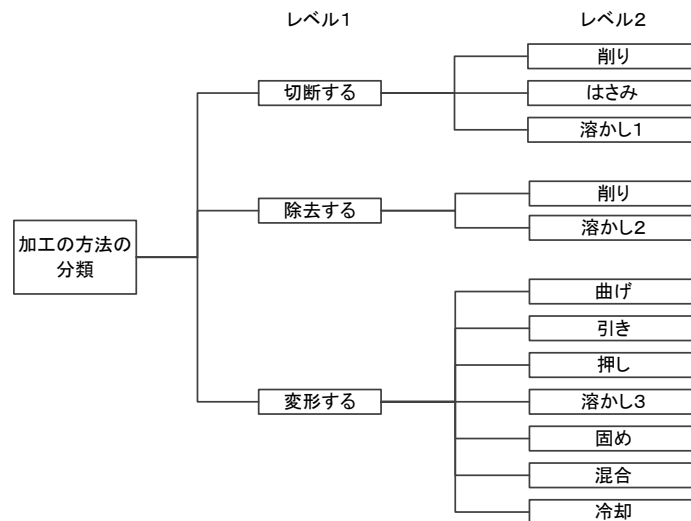 レベル1
レベル2
加工の方法の
分類
切断する
削り
はさみ
溶かし1
除去する
削り
溶かし2
変形する
曲げ
引き
押し
溶かし3
固め
混合
冷却